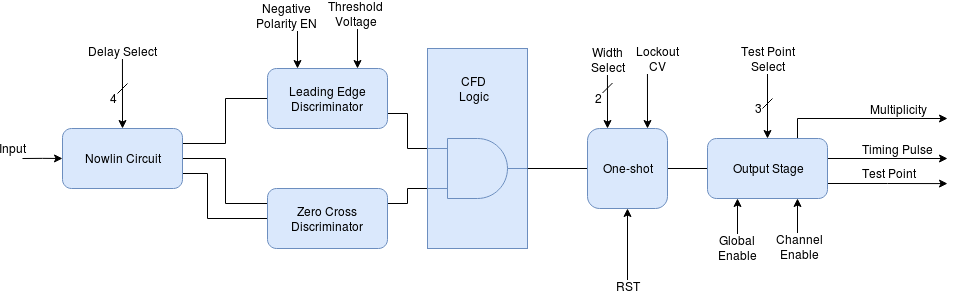 Negative
Polarity EN
Threshold
Voltage
Delay Select
4
Input
Nowlin Circuit
Leading Edge
Discriminator
Zero Cross
Discriminator
CFD
Logic
Width
Select
2
Lockout
CV
One-shot
RST
Test Point
Select
3
Output Stage
Global
Enable
Channel
Enable
Multiplicity
Timing Pulse
Test Point